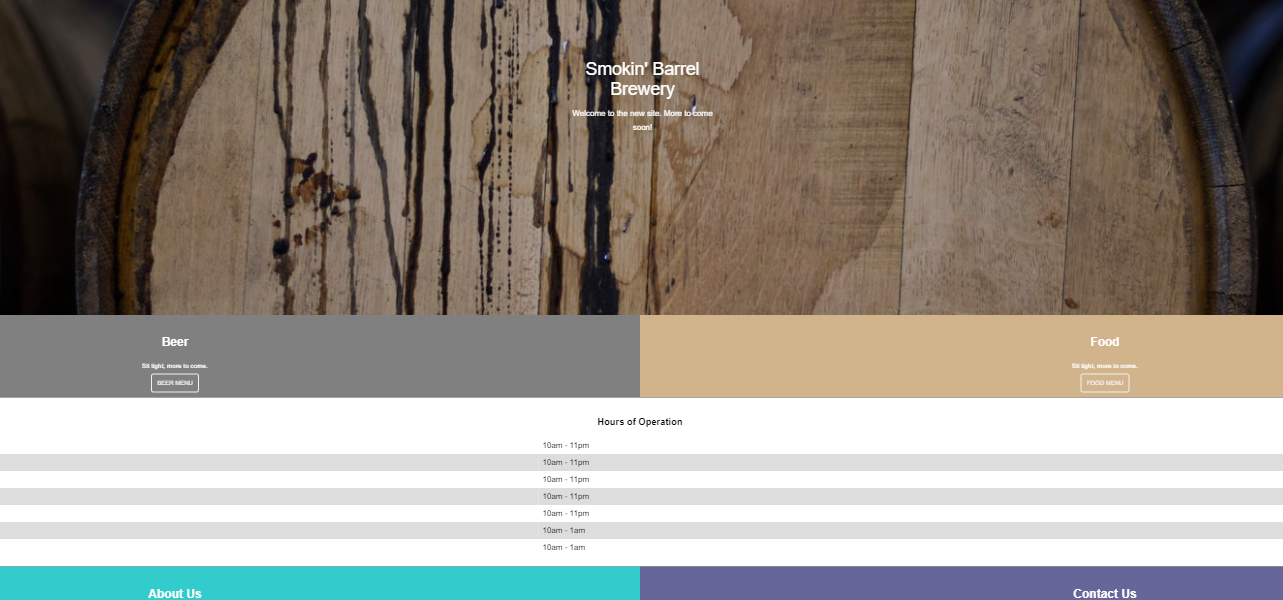 Smokin' Barrel
Brewery
Welcome to the new site. More to come
soon!
Beer
Sit tight, more to come.
BEER MENU
Food
Sit tight, more to come.
FOOD MENU
Hours of Operation
10am - 11pm
10am - 11pm
10am - 11pm
10am - 11pm
10am - 11pm
10am - 1am
10am - 1am
About Us
Contact Us